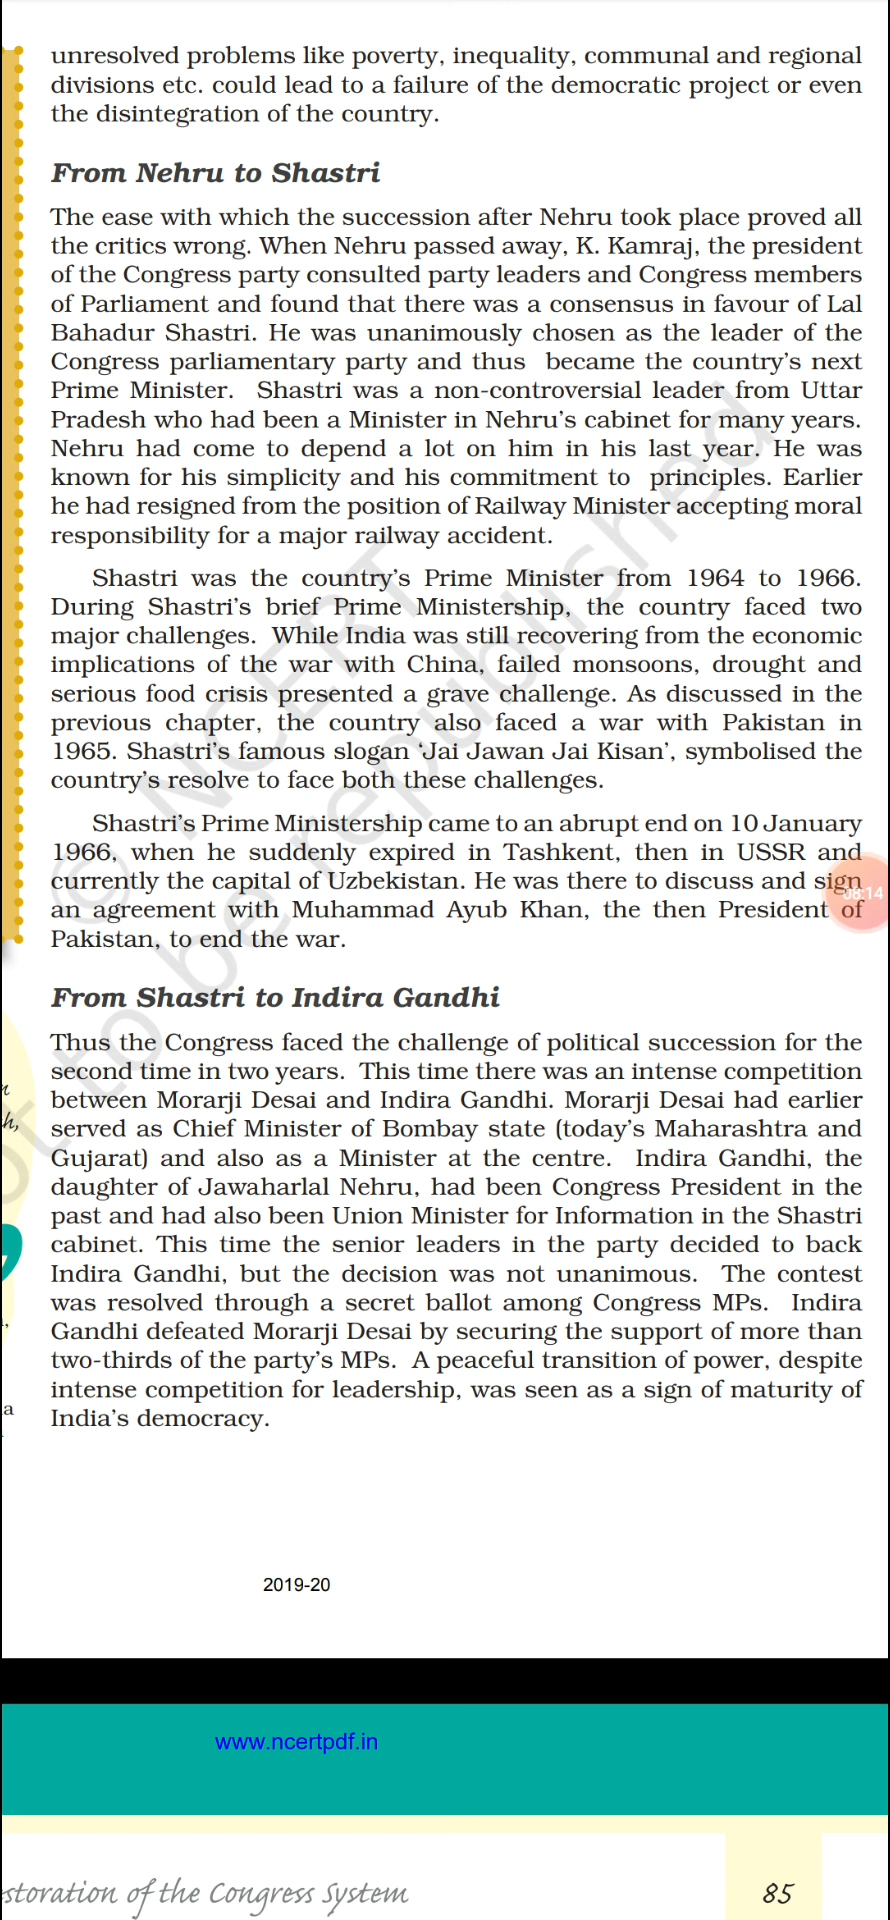 unresolved problems like poverty, inequality, communal and regional
divisions etc. could lead to a failure of the democratic project or even
the disintegration of the country.
From Nehru to Shastri
The ease with which the succession after Nehru took place proved all
the critics wrong. When Nehru passed away, K. Kamraj, the president
of the Congress party consulted party leaders and Congress members
of Parliament and found that there was a consensus in favour of Lal
Bahadur Shastri. He was unanimously chosen as the leader of the
Congress parliamentary party and thus became the country's next
Prime Minister. Shastri was a non-controversial leader from Uttar
Pradesh who had been a Minister in Nehru's cabinet for many years.
Nehru had come to depend a lot on him in his last year. He was
known for his simplicity and his commitment to principles. Earlier
he had resigned from the position of Railway Minister accepting moral
responsibility for a major railway accident.
Shastri was the country's Prime Minister from 1964 to 1966.
During Shastri's brief Prime Ministership, the country faced two
major challenges. While India was still recovering from the economic
implications of the war with China, failed monsoons, drought and
serious food crisis presented a grave challenge. As discussed in the
previous chapter, the country also faced a war with Pakistan in
1965. Shastri's famous slogan 'Jai Jawan Jai Kisan', symbolised the
country's resolve to face both these challenges.
Shastri's Prime Ministership came to an abrupt end on 10 January
1966, when he suddenly expired in Tashkent, then in USSR and
currently the capital of Uzbekistan. He was there to discuss and sign
an agreement with Muhammad Ayub Khan, the then President of
Pakistan, to end the war.
08:14
From Shastri to Indira Gandhi
Thus the Congress faced the challenge of political succession for the
second time in two years. This time there was an intense competition
between Morarji Desai and Indira Gandhi. Morarji Desai had earlier
served as Chief Minister of Bombay state (today's Maharashtra and
Gujarat) and also as a Minister at the centre. Indira Gandhi, the
daughter of Jawaharlal Nehru, had been Congress President in the
past and had also been Union Minister for Information in the Shastri
cabinet. This time the senior leaders in the party decided to back
Indira Gandhi, but the decision was not unanimous. The contest
was resolved through a secret ballot among Congress MPs. Indira
Gandhi defeated Morarji Desai by securing the support of more than
two-thirds of the party's MPs. A peaceful transition of power, despite
intense competition for leadership, was seen as a sign of maturity of
India's democracy.
© NCERT
to be republished
2019-20
www.ncertpdf.in
storation of the Congress System
85